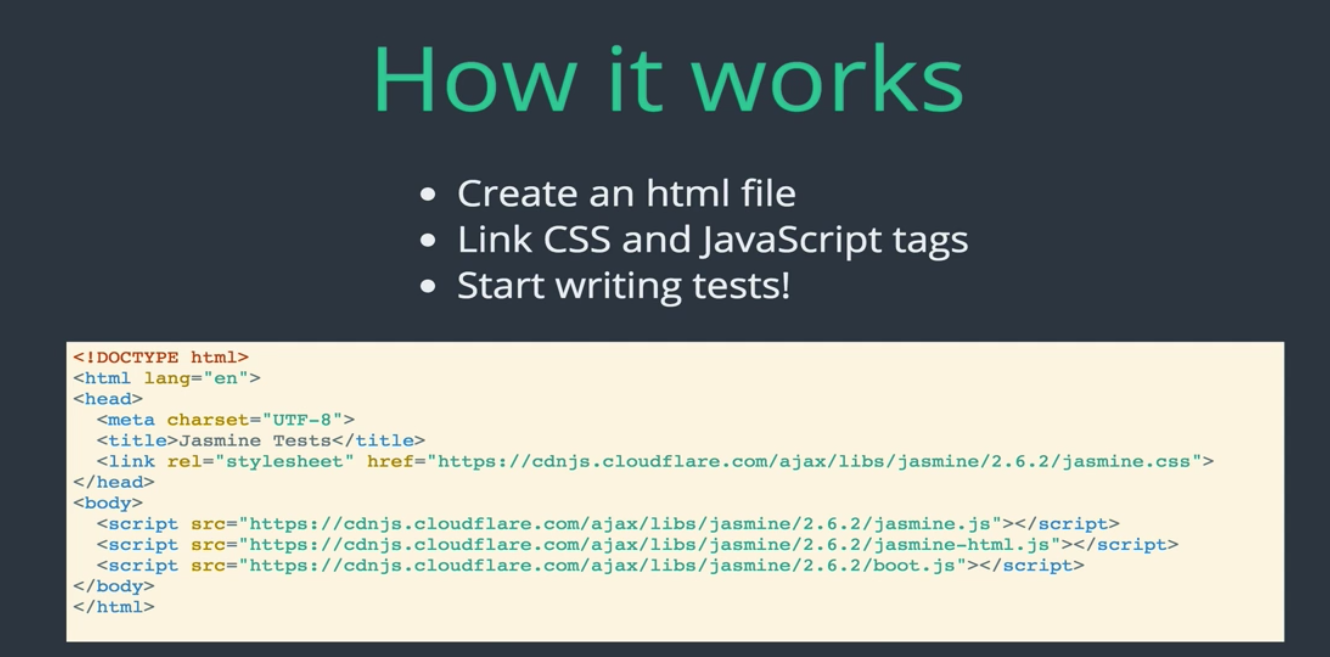 How it works
• Create an html file
• Link CSS and JavaScript tags
• Start writing tests!
<!DOCTYPE html>
<html lang="en">
<head>
  <meta charset="UTF-8">
  <title>Jasmine Tests</title>
  <link rel="stylesheet" href="https://cdnjs.cloudflare.com/ajax/libs/jasmine/2.6.2/jasmine.css">
</head>
<body>
  <script src="https://cdnjs.cloudflare.com/ajax/libs/jasmine/2.6.2/jasmine.js"></script>
  <script src="https://cdnjs.cloudflare.com/ajax/libs/jasmine/2.6.2/jasmine-html.js"></script>
  <script src="https://cdnjs.cloudflare.com/ajax/libs/jasmine/2.6.2/boot.js"></script>
</body>
</html>